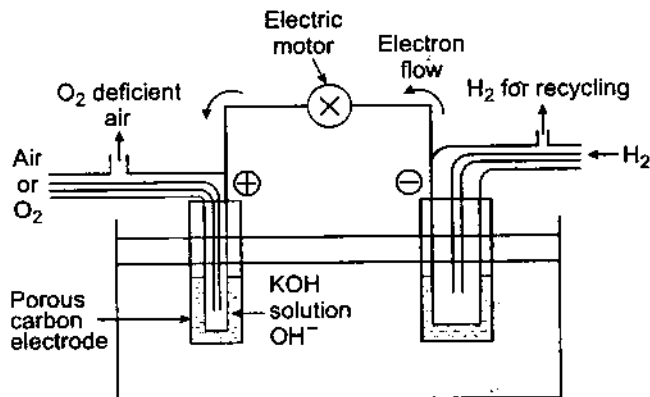 Electric
motor
Electron
flow
O₂ deficient
air
H₂ for recycling
Air
or
O₂
⊕
⊖
H₂
Porous
carbon
electrode
KOH
solution
OH⁻